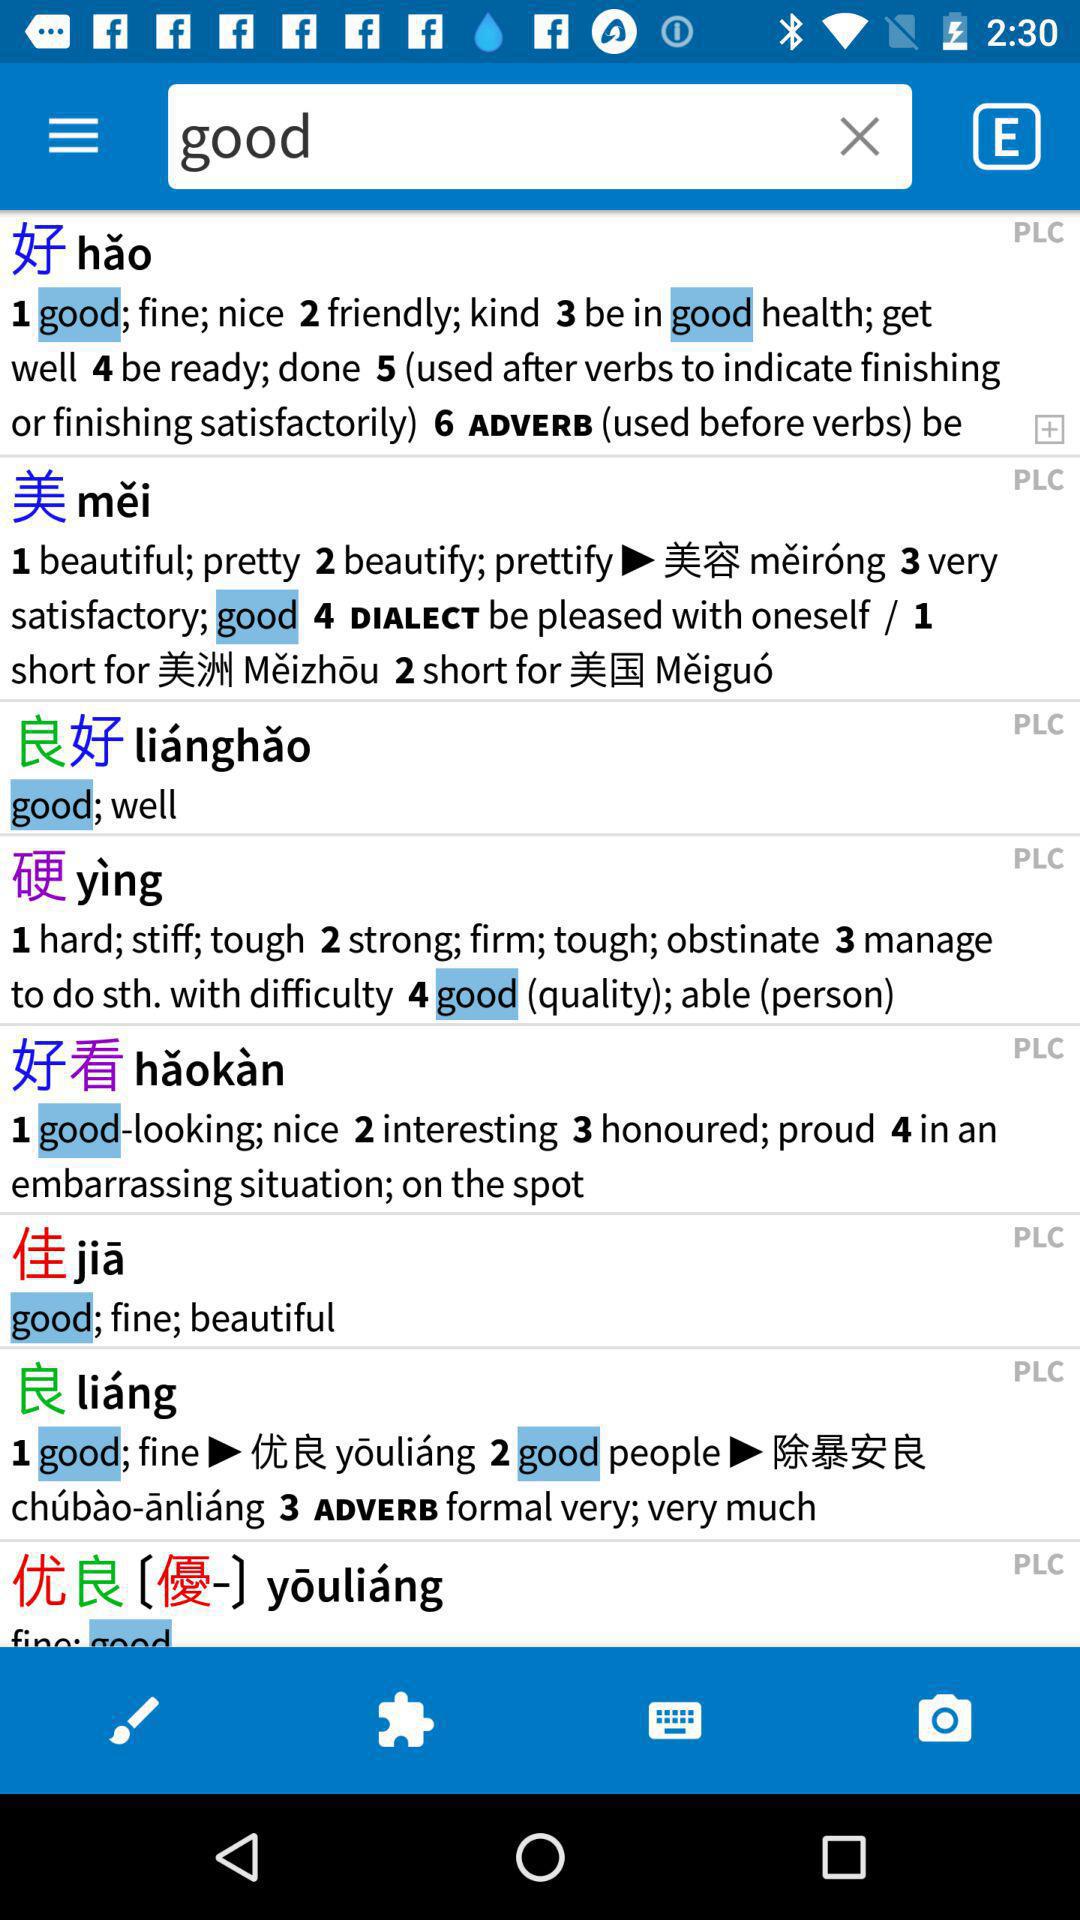 2:30
good
E
好 hǎo PLC
1 good; fine; nice 2 friendly; kind 3 be in good health; get
well 4 be ready; done 5 (used after verbs to indicate finishing
or finishing satisfactorily) 6 ADVERB (used before verbs) be
美 měi PLC
1 beautiful; pretty 2 beautify; prettify ▶ 美容 měiróng 3 very
satisfactory; good 4 DIALECT be pleased with oneself / 1
short for 美洲 Měizhōu 2 short for 美国 Měiguó
良好 liánghǎo PLC
good; well
硬 yìng PLC
1 hard; stiff; tough 2 strong; firm; tough; obstinate 3 manage
to do sth. with difficulty 4 good (quality); able (person)
好看 hǎokàn PLC
1 good-looking; nice 2 interesting 3 honoured; proud 4 in an
embarrassing situation; on the spot
佳 jiā PLC
good; fine; beautiful
良 liáng PLC
1 good; fine ▶ 优良 yōuliáng 2 good people ▶ 除暴安良
chúbào-ānliáng 3 ADVERB formal very; very much
优良〔優-〕 yōuliáng PLC
fine; good